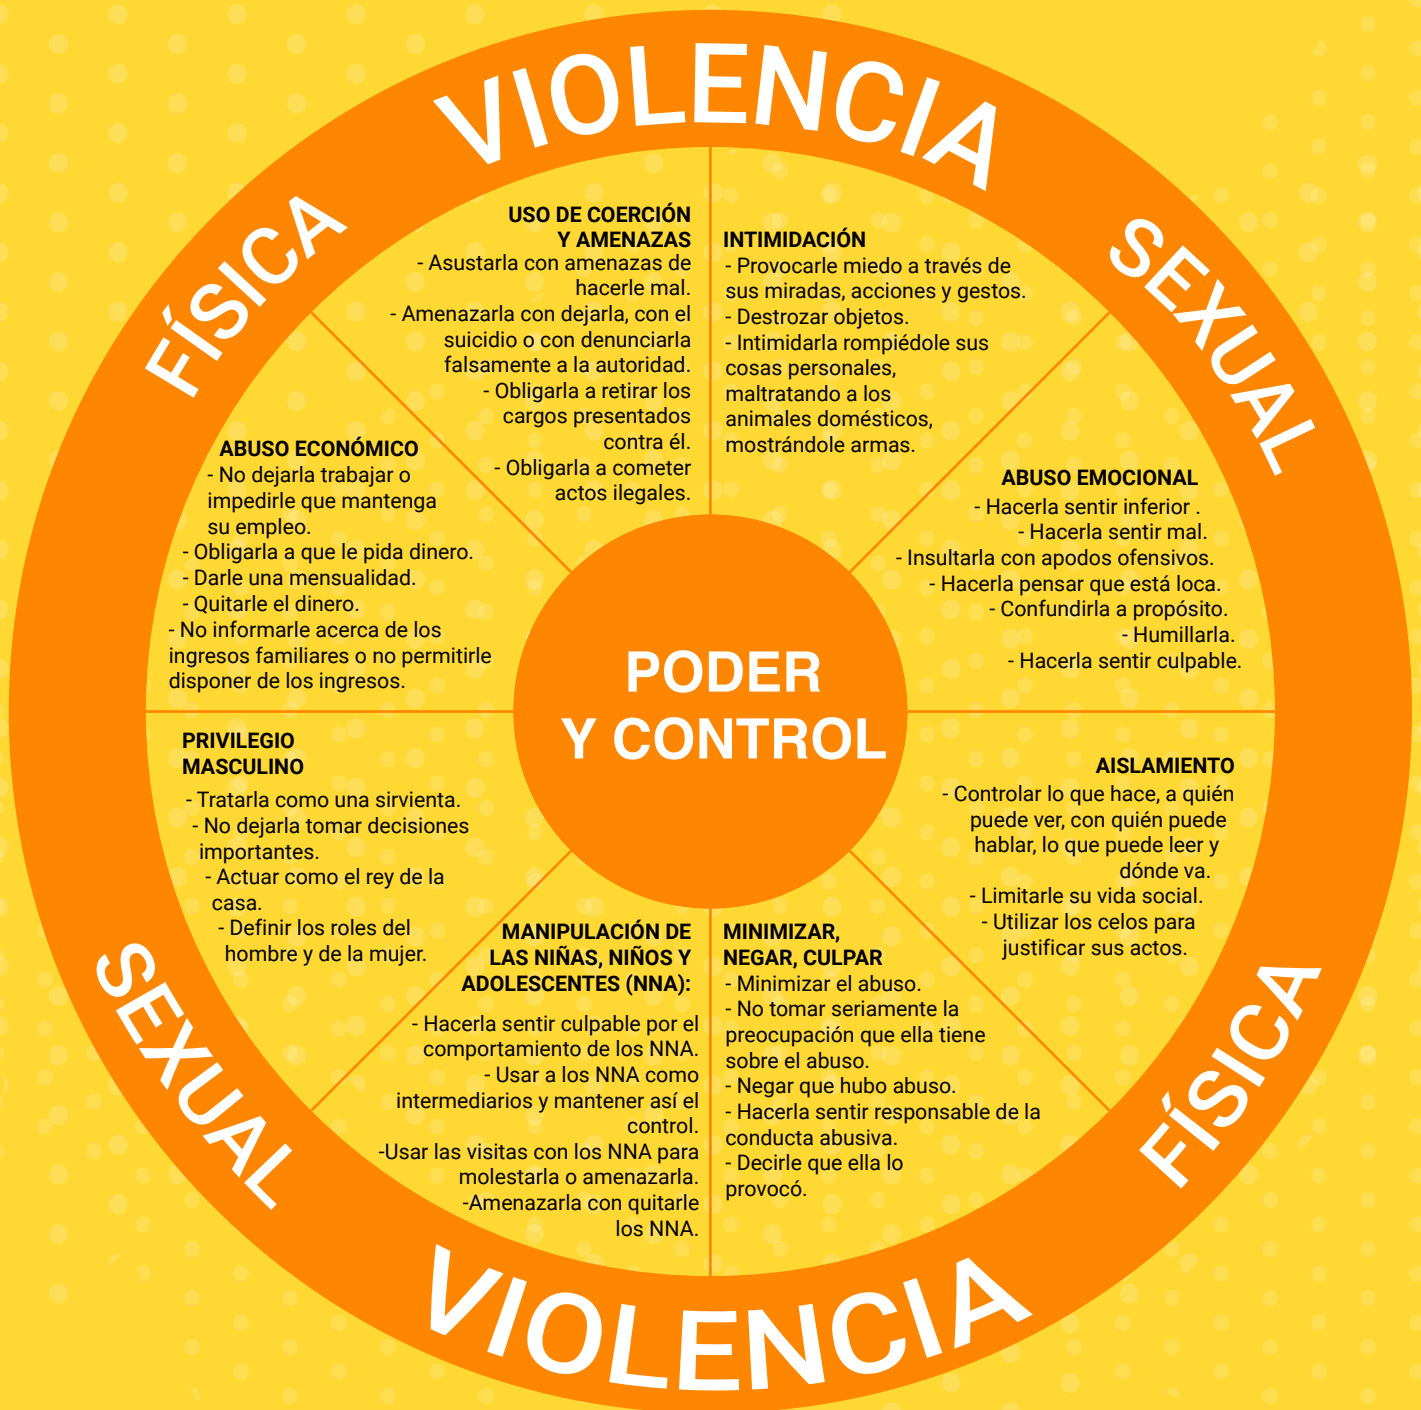 VIOLENCIA
FÍSICA
SEXUAL
USO DE COERCIÓN
Y AMENAZAS
- Asustarla con amenazas de
hacerle mal.
- Amenazarla con dejarla, con el
suicidio o con denunciarla
falsamente a la autoridad.
- Obligarla a retirar los
cargos presentados
contra él.
- Obligarla a cometer
actos ilegales.
INTIMIDACIÓN
- Provocarle miedo a través de
sus miradas, acciones y gestos.
- Destrozar objetos.
- Intimidarla rompiédole sus
cosas personales,
maltratando a los
animales domésticos,
mostrándole armas.
ABUSO ECONÓMICO
- No dejarla trabajar o
impedirle que mantenga
su empleo.
- Obligarla a que le pida dinero.
- Darle una mensualidad.
- Quitarle el dinero.
- No informarle acerca de los
ingresos familiares o no permitirle
disponer de los ingresos.
ABUSO EMOCIONAL
- Hacerla sentir inferior .
- Hacerla sentir mal.
- Insultarla con apodos ofensivos.
- Hacerla pensar que está loca.
- Confundirla a propósito.
- Humillarla.
- Hacerla sentir culpable.
PODER
Y CONTROL
PRIVILEGIO
MASCULINO
- Tratarla como una sirvienta.
- No dejarla tomar decisiones
importantes.
- Actuar como el rey de la
casa.
- Definir los roles del
hombre y de la mujer.
AISLAMIENTO
- Controlar lo que hace, a quién
puede ver, con quién puede
hablar, lo que puede leer y
dónde va.
- Limitarle su vida social.
- Utilizar los celos para
justificar sus actos.
MANIPULACIÓN DE
LAS NIÑAS, NIÑOS Y
ADOLESCENTES (NNA):
- Hacerla sentir culpable por el
comportamiento de los NNA.
- Usar a los NNA como
intermediarios y mantener así el
control.
-Usar las visitas con los NNA para
molestarla o amenazarla.
-Amenazarla con quitarle
los NNA.
MINIMIZAR,
NEGAR, CULPAR
- Minimizar el abuso.
- No tomar seriamente la
preocupación que ella tiene
sobre el abuso.
- Negar que hubo abuso.
- Hacerla sentir responsable de la
conducta abusiva.
- Decirle que ella lo
provocó.
SEXUAL
FÍSICA
VIOLENCIA